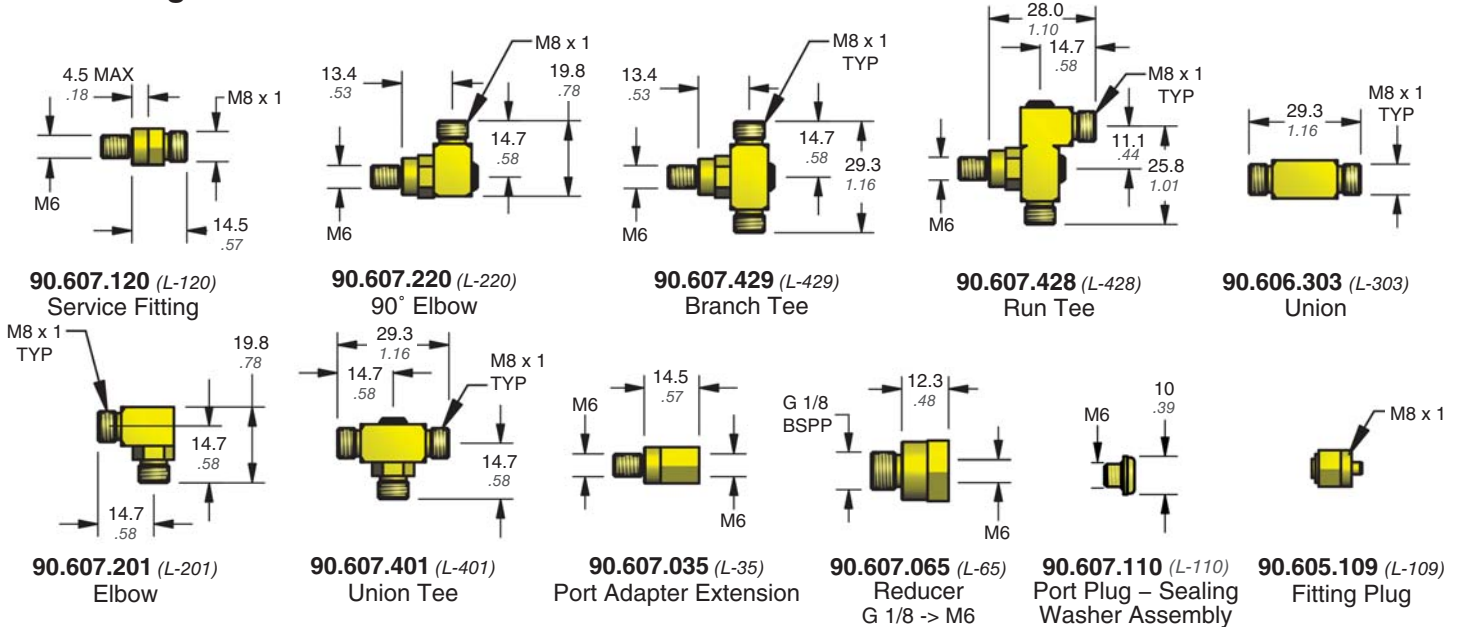 4.5 MAX
.18
M8 x 1
M6
14.5
.57
90.607.120 (L-120)
Service Fitting
13.4
.53
M8 x 1
19.8
.78
14.7
.58
M6
90.607.220 (L-220)
90˚ Elbow
13.4
.53
M8 x 1
TYP
14.7
.58
29.3
1.16
M6
90.607.429 (L-429)
Branch Tee
28.0
1.10
14.7
.58
M8 x 1
TYP
11.1
.44
25.8
1.01
M6
90.607.428 (L-428)
Run Tee
29.3
1.16
M8 x 1
TYP
90.606.303 (L-303)
Union
M8 x 1
TYP
19.8
.78
14.7
.58
14.7
.58
90.607.201 (L-201)
Elbow
29.3
1.16
14.7
.58
M8 x 1
TYP
14.7
.58
90.607.401 (L-401)
Union Tee
14.5
.57
M6
M6
90.607.035 (L-35)
Port Adapter Extension
12.3
.48
G 1/8
BSPP
M6
90.607.065 (L-65)
Reducer
G 1/8 -> M6
10
.39
M6
90.607.110 (L-110)
Port Plug – Sealing
Washer Assembly
M8 x 1
90.605.109 (L-109)
Fitting Plug